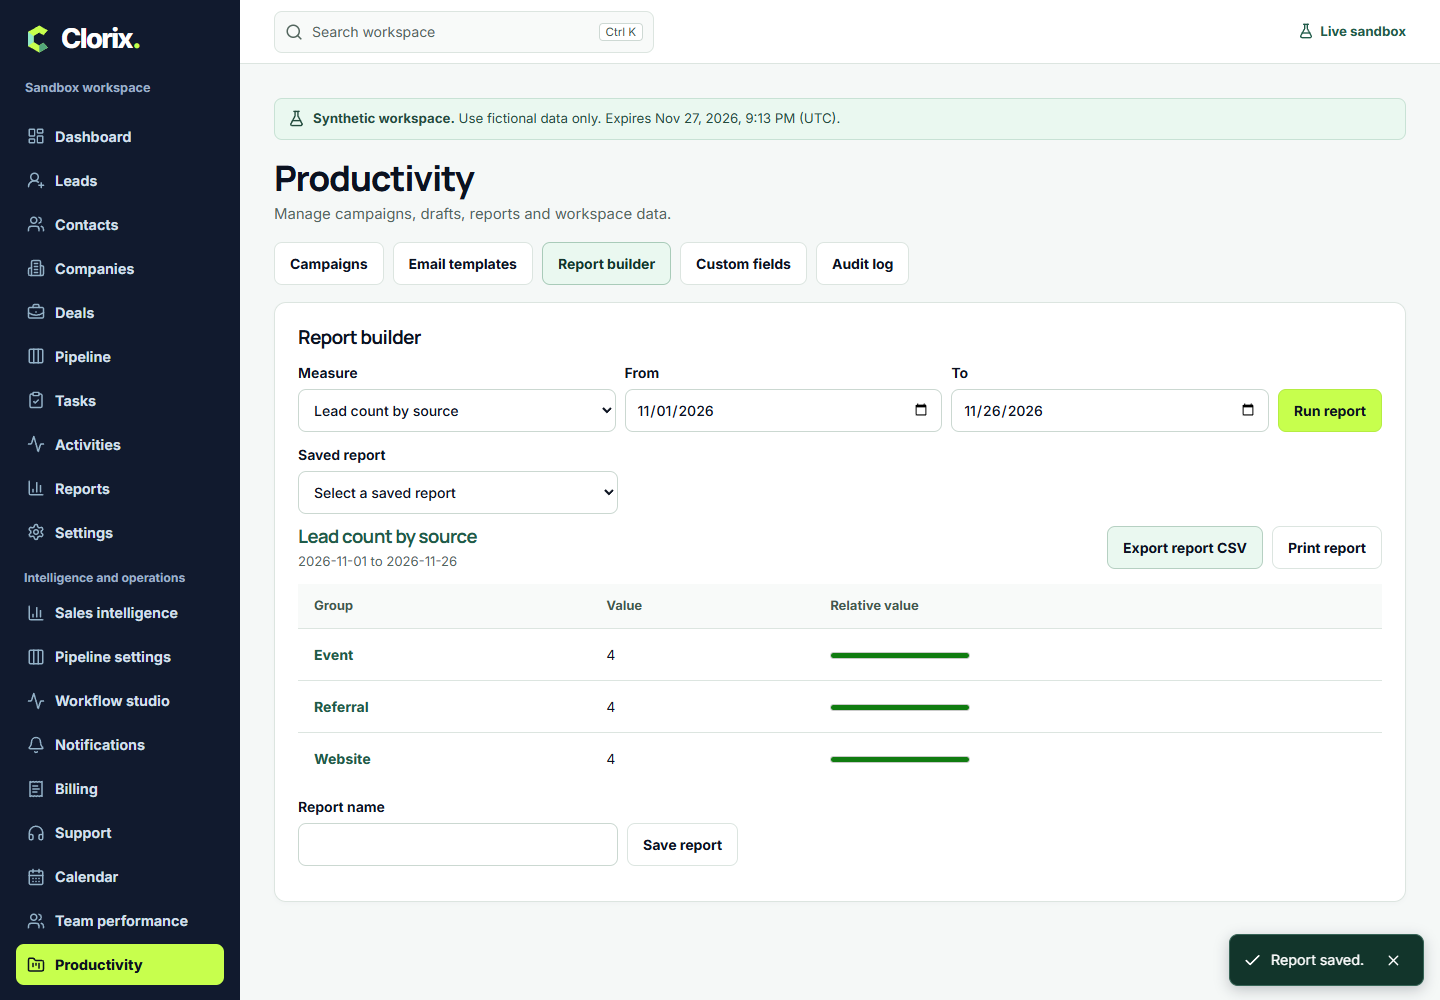 Clorix.
Sandbox workspace
Dashboard
Leads
Contacts
Companies
Deals
Pipeline
Tasks
Activities
Reports
Settings
Intelligence and operations
Sales intelligence
Pipeline settings
Workflow studio
Notifications
Billing
Support
Calendar
Team performance
Productivity
Search workspace Ctrl K
Live sandbox
Synthetic workspace. Use fictional data only. Expires Nov 27, 2026, 9:13 PM (UTC).
Productivity
Manage campaigns, drafts, reports and workspace data.
Campaigns Email templates Report builder Custom fields Audit log
Report builder
Measure From To
Lead count by source 11/01/2026 11/26/2026 Run report
Saved report
Select a saved report
Lead count by source
2026-11-01 to 2026-11-26
Export report CSV Print report
Group Value Relative value
Event 4
Referral 4
Website 4
Report name
Save report
Report saved.